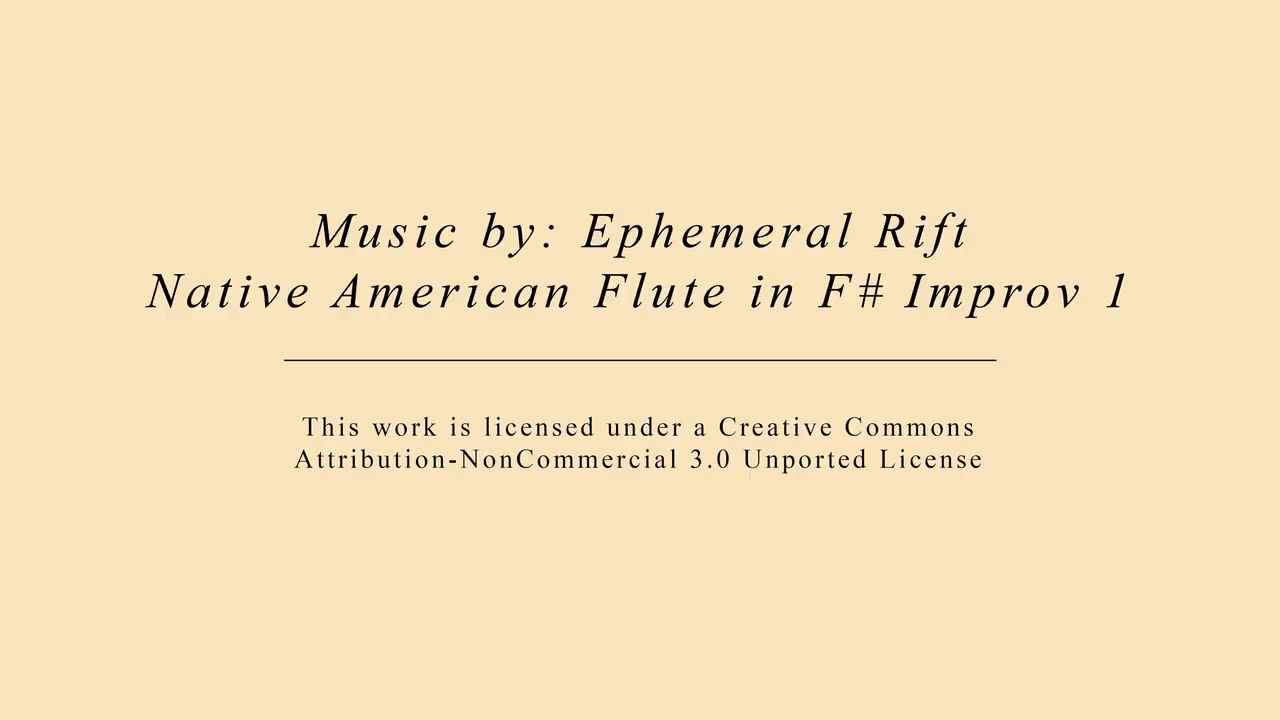 Music by: Ephemeral Rift
Native American Flute in F# Improv 1
This work is licensed under a Creative Commons
Attribution-NonCommercial 3.0 Unported License